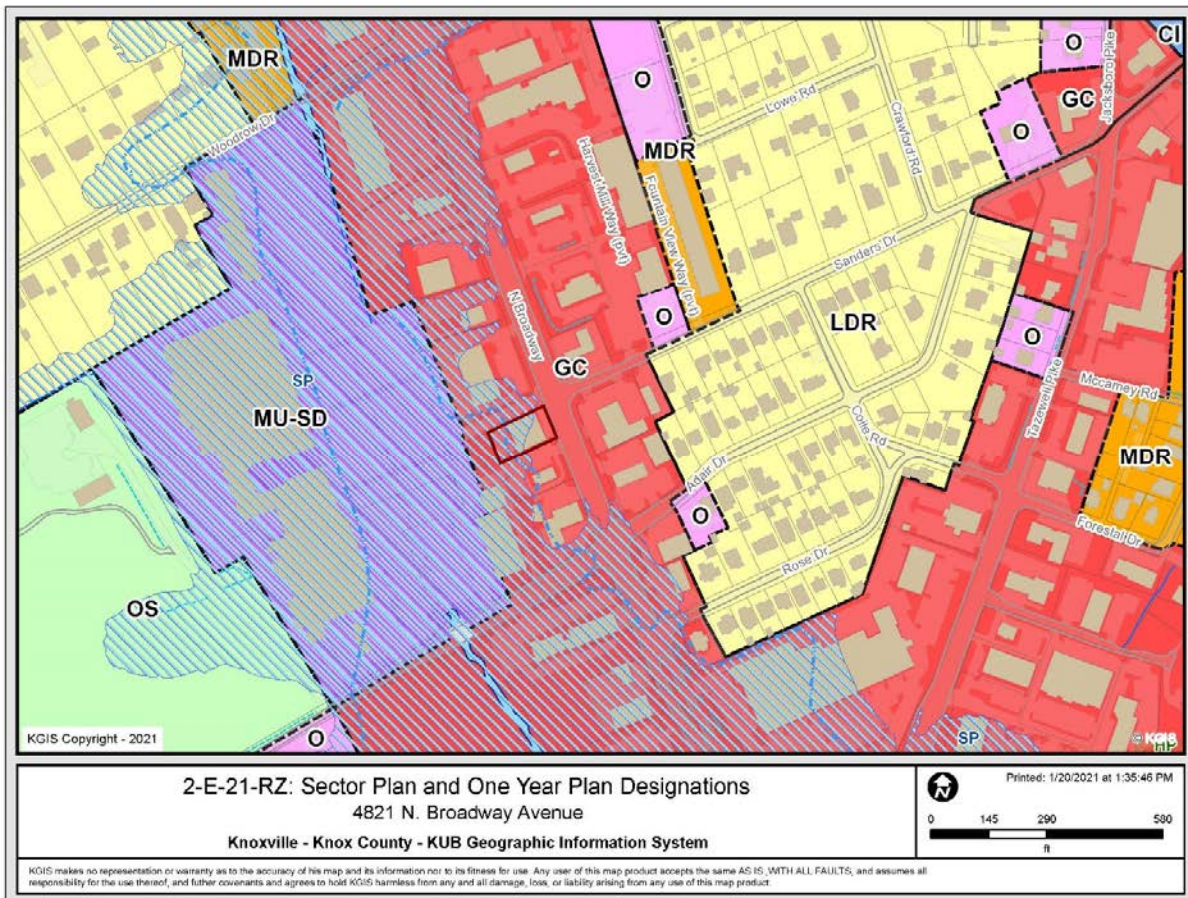 MDR
CI
O
Jacksboro Pike
O
GC
Lowe Rd
Crawford Rd
O
Woodrow Dr
MDR
Harvest Mill Way (pvt)
Fountain View Way (pvt)
Sanders Dr
N Broadway
O
LDR
O
GC
Mccamey Rd
SP
MU-SD
Tazewell Pike
Colle Rd
MDR
Adair Dr
O
Forestal Dr
Rose Dr
OS
KGIS Copyright - 2021
O
SP
© KGIS
HP
2-E-21-RZ: Sector Plan and One Year Plan Designations
4821 N. Broadway Avenue
Knoxville - Knox County - KUB Geographic Information System
N
Printed: 1/20/2021 at 1:35:46 PM
0 145 290 580
ft
KGIS makes no representation or warranty as to the accuracy of his map and its information nor to its fitness for use. Any user of this map product accepts the same AS IS ,WITH ALL FAULTS, and assumes all
responsibility for the use thereof, and futher covenants and agrees to hold KGIS harmless from any and all damage, loss, or liability arising from any use of this map product.